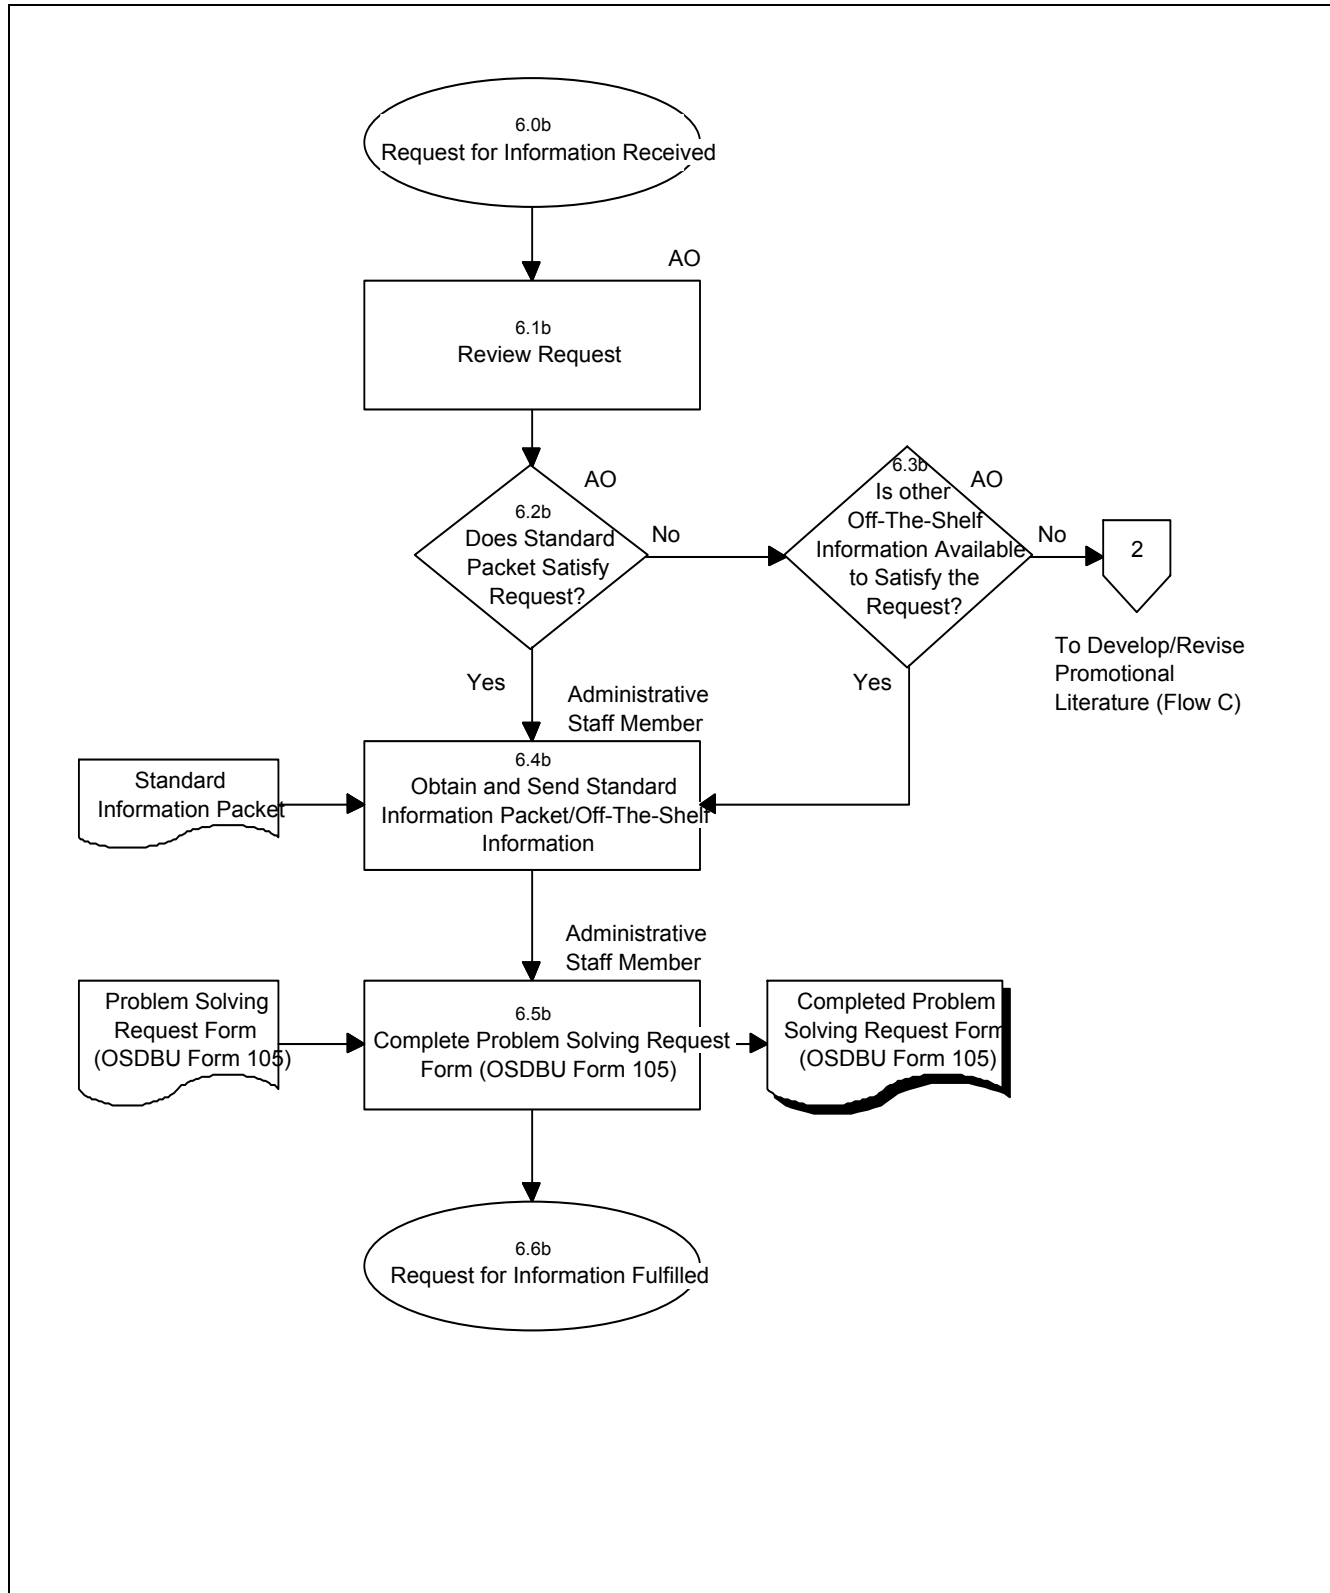 6.0b
Request for Information Received
AO
6.1b
Review Request
AO
6.2b
Does Standard
Packet Satisfy
Request?
No
6.3b
AO
Is other
Off-The-Shelf
Information Available
to Satisfy the
Request?
No
2
To Develop/Revise
Promotional
Literature (Flow C)
Yes
Yes
Administrative
Staff Member
Standard
Information Packet
6.4b
Obtain and Send Standard
Information Packet/Off-The-Shelf
Information
Administrative
Staff Member
Problem Solving
Request Form
(OSDBU Form 105)
6.5b
Complete Problem Solving Request
Form (OSDBU Form 105)
Completed Problem
Solving Request Form
(OSDBU Form 105)
6.6b
Request for Information Fulfilled